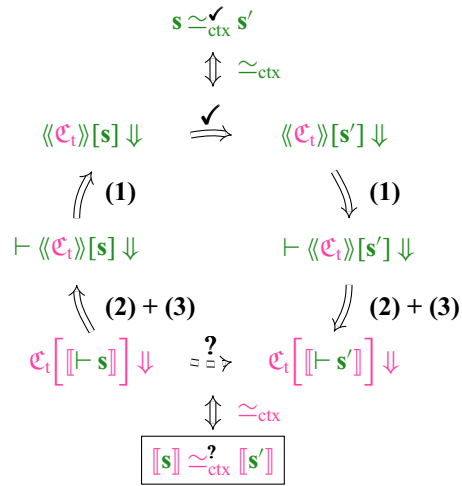 s ≃ctx✓ s′
⇕ ≃ctx
⟪ℭt⟫[s]⇓ ⇒✓ ⟪ℭt⟫[s′]⇓
(1) (1)
⊢⟪ℭt⟫[s]⇓ ⊢⟪ℭt⟫[s′]⇓
(2) + (3) (2) + (3)
ℭt[⟦⊢ s⟧]⇓ ⇢? ℭt[⟦⊢ s′⟧]⇓
⇕ ≃ctx
⟦s⟧ ≃ctx? ⟦s′⟧